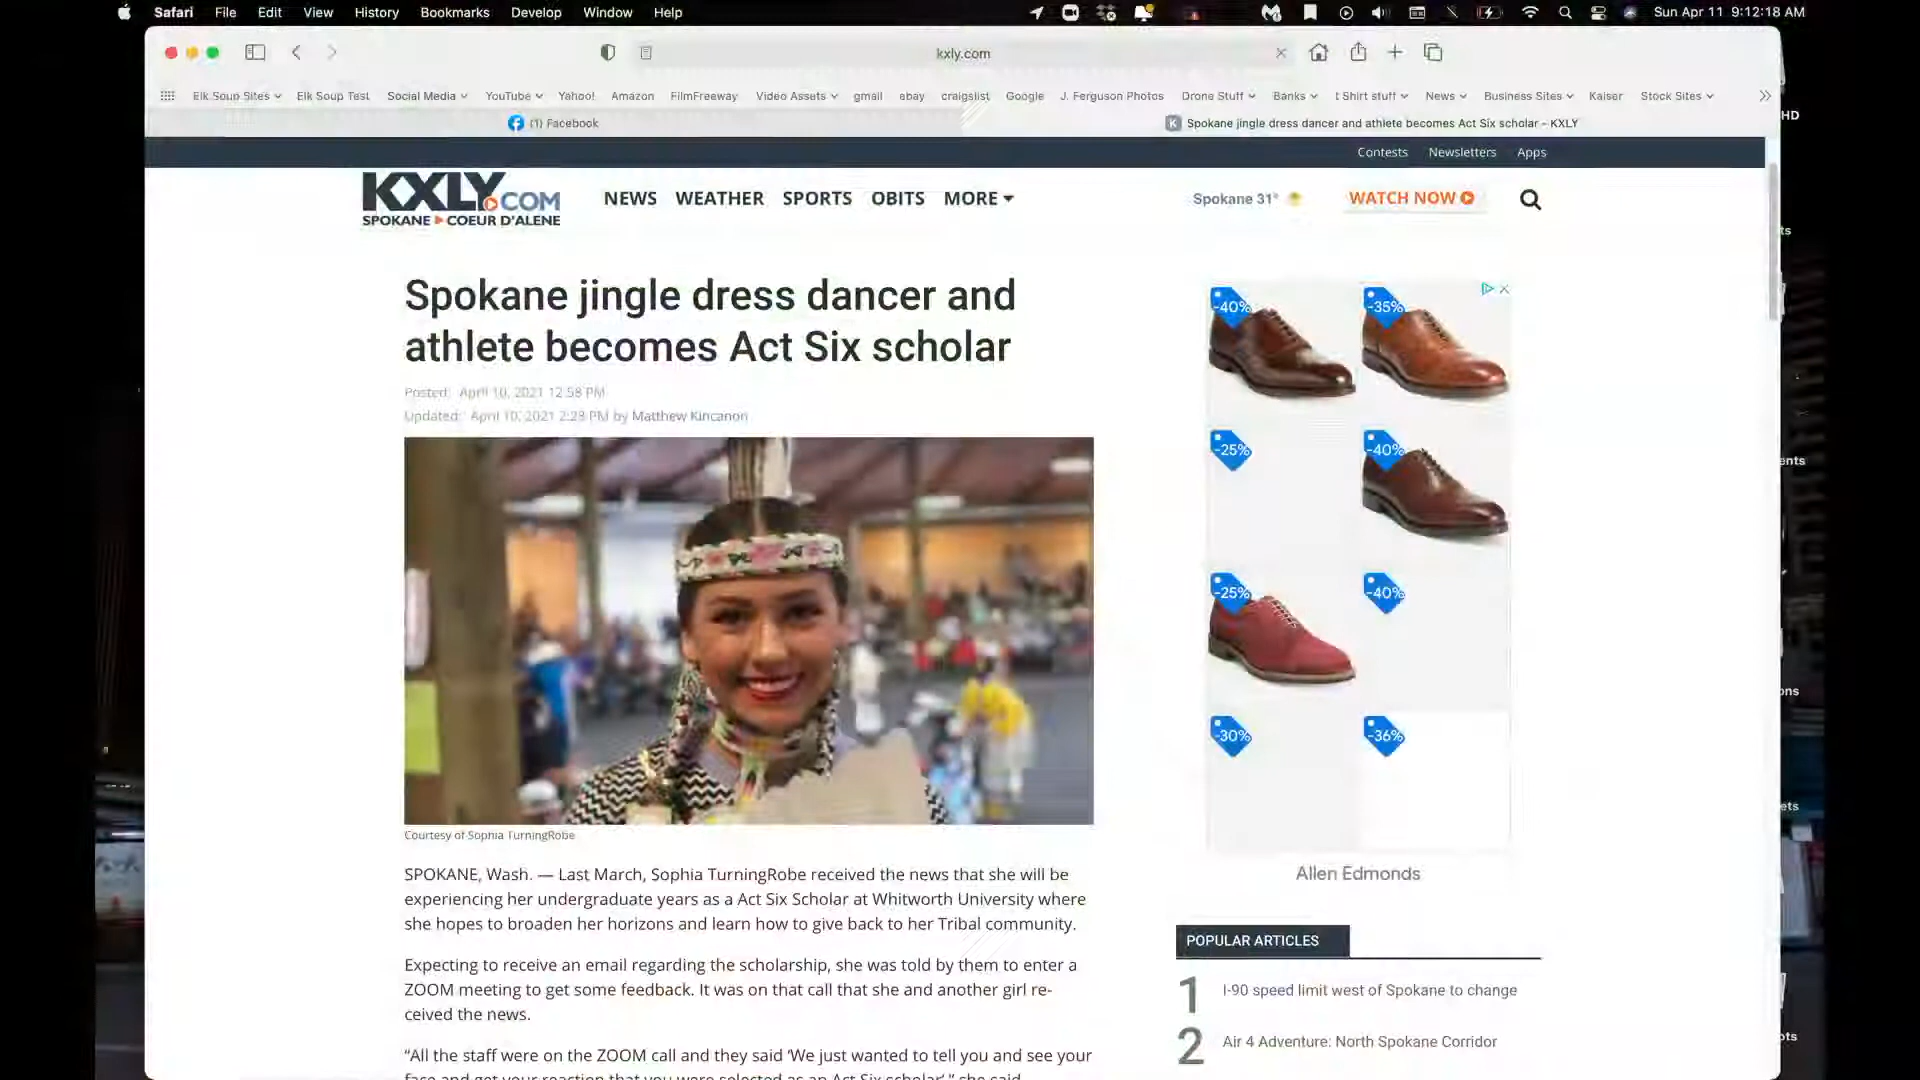 Safari File Edit View History Bookmarks Develop Window Help Sun Apr 11 9:12:18 AM
kxly.com
Elk Soup Sites Elk Soup Test Social Media YouTube Yahoo! Amazon FilmFreeway Video Assets gmail ebay craigslist Google J. Ferguson Photos Drone Stuff Banks t Shirt stuff News Business Sites Kaiser Stock Sites
HD
(1) Facebook
K Spokane jingle dress dancer and athlete becomes Act Six scholar - KXLY
Contests Newsletters Apps
KXLY.COM
SPOKANE COEUR D'ALENE
NEWS WEATHER SPORTS OBITS MORE
Spokane 31°
WATCH NOW
ts
Spokane jingle dress dancer and
athlete becomes Act Six scholar
Posted: April 10, 2021 12:58 PM
Updated: April 10, 2021 2:23 PM by Matthew Kincanon
-40% -35%
-25% -40%
ents
-25% -40%
ons
-30% -36%
ets
Courtesy of Sophia TurningRobe
SPOKANE, Wash. — Last March, Sophia TurningRobe received the news that she will be
experiencing her undergraduate years as a Act Six Scholar at Whitworth University where
she hopes to broaden her horizons and learn how to give back to her Tribal community.
Expecting to receive an email regarding the scholarship, she was told by them to enter a
ZOOM meeting to get some feedback. It was on that call that she and another girl re-
ceived the news.
“All the staff were on the ZOOM call and they said ‘We just wanted to tell you and see your
face and get your reaction that you were selected as an Act Six scholar’,” she said
Allen Edmonds
POPULAR ARTICLES
1 I-90 speed limit west of Spokane to change
2 Air 4 Adventure: North Spokane Corridor
ots